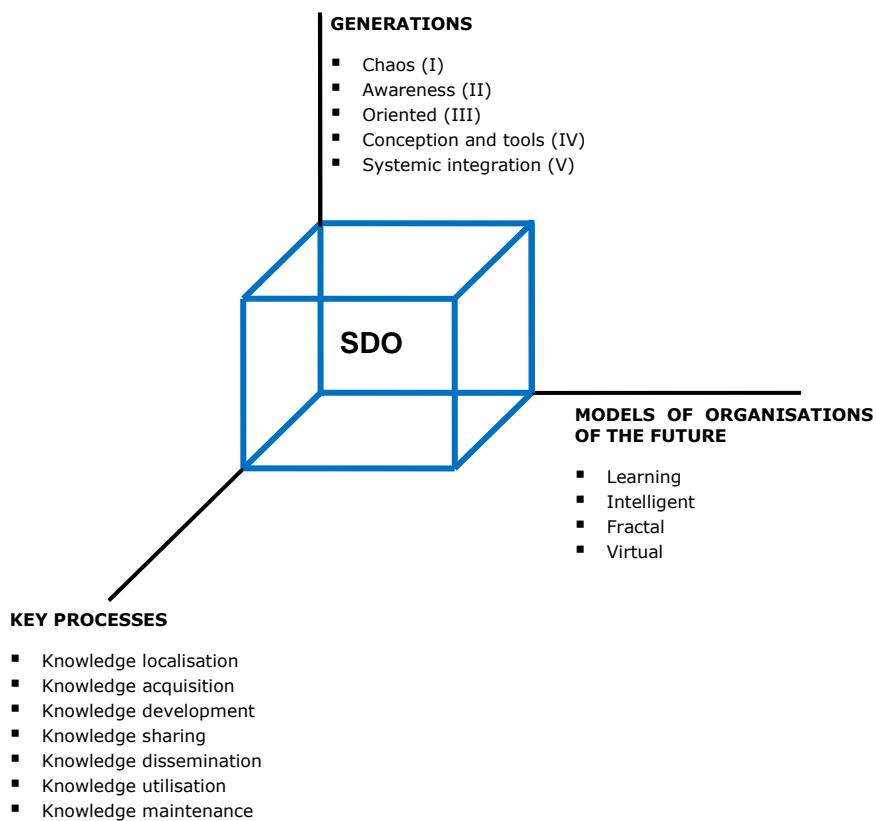 GENERATIONS
▪ Chaos (I)
▪ Awareness (II)
▪ Oriented (III)
▪ Conception and tools (IV)
▪ Systemic integration (V)
SDO
MODELS OF ORGANISATIONS
OF THE FUTURE
▪ Learning
▪ Intelligent
▪ Fractal
▪ Virtual
KEY PROCESSES
▪ Knowledge localisation
▪ Knowledge acquisition
▪ Knowledge development
▪ Knowledge sharing
▪ Knowledge dissemination
▪ Knowledge utilisation
▪ Knowledge maintenance